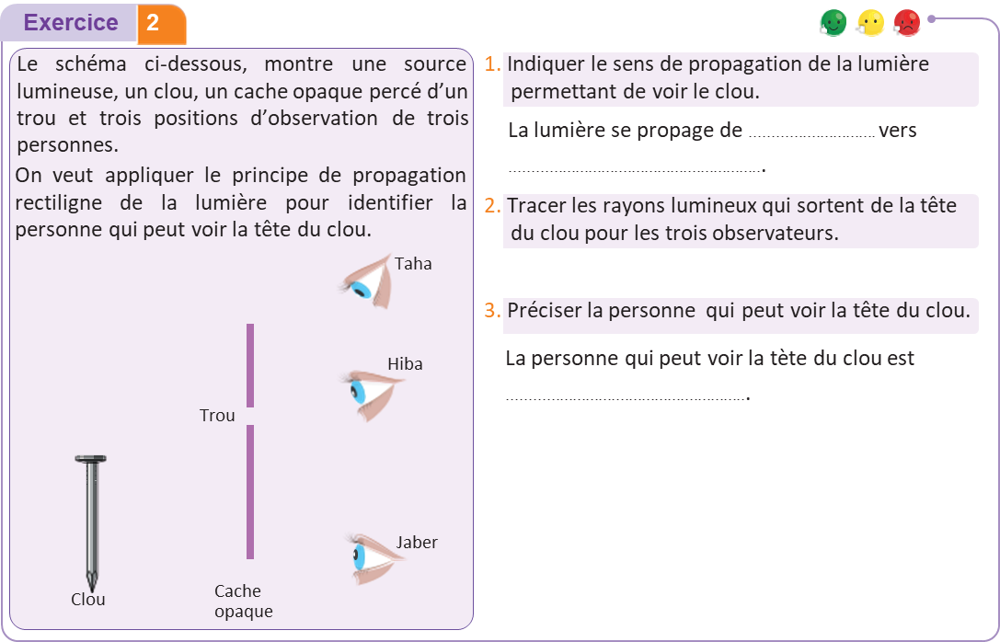 Exercice 2
Le schéma ci-dessous, montre une source
lumineuse, un clou, un cache opaque percé d’un
trou et trois positions d’observation de trois
personnes.
On veut appliquer le principe de propagation
rectiligne de la lumière pour identifier la
personne qui peut voir la tête du clou.
Taha
Hiba
Trou
Jaber
Cache
opaque
Clou
1. Indiquer le sens de propagation de la lumière
permettant de voir le clou.
La lumière se propage de ............................ vers
.......................................................
2. Tracer les rayons lumineux qui sortent de la tête
du clou pour les trois observateurs.
3. Préciser la personne qui peut voir la tête du clou.
La personne qui peut voir la tète du clou est
.....................................................